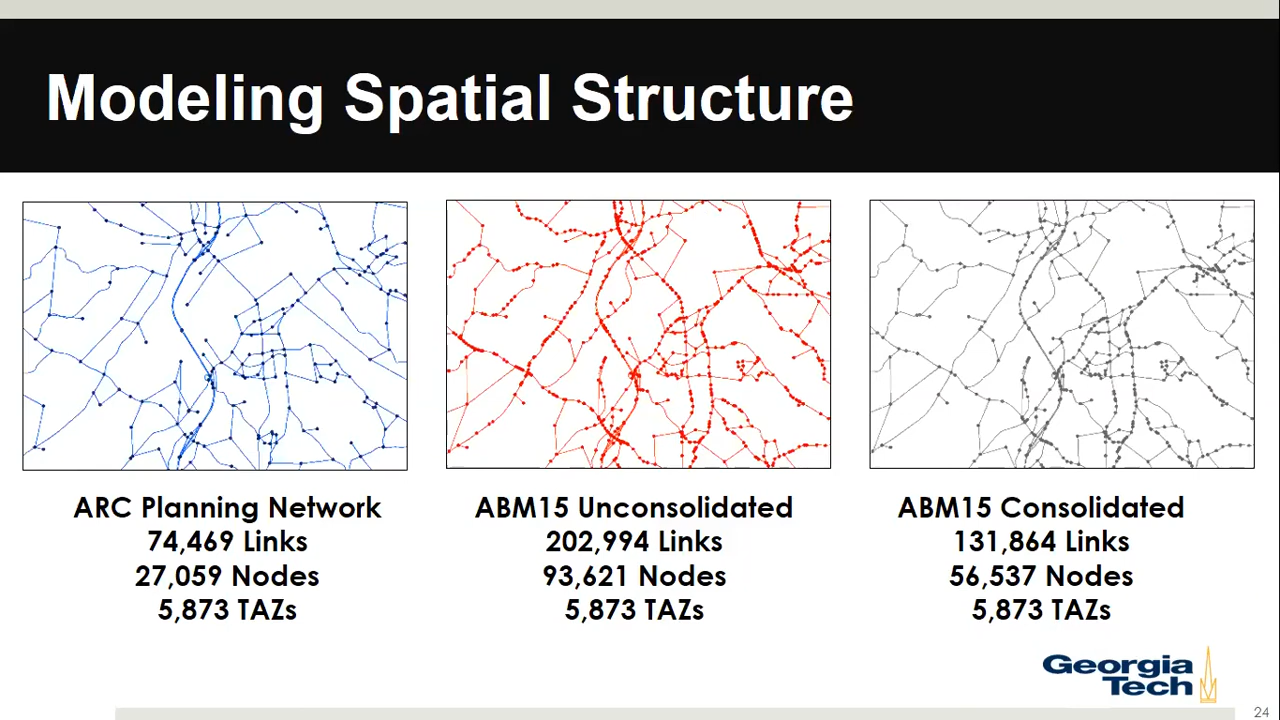 Modeling Spatial Structure
ARC Planning Network
74,469 Links
27,059 Nodes
5,873 TAZs
ABM15 Unconsolidated
202,994 Links
93,621 Nodes
5,873 TAZs
ABM15 Consolidated
131,864 Links
56,537 Nodes
5,873 TAZs
Georgia
Tech
24